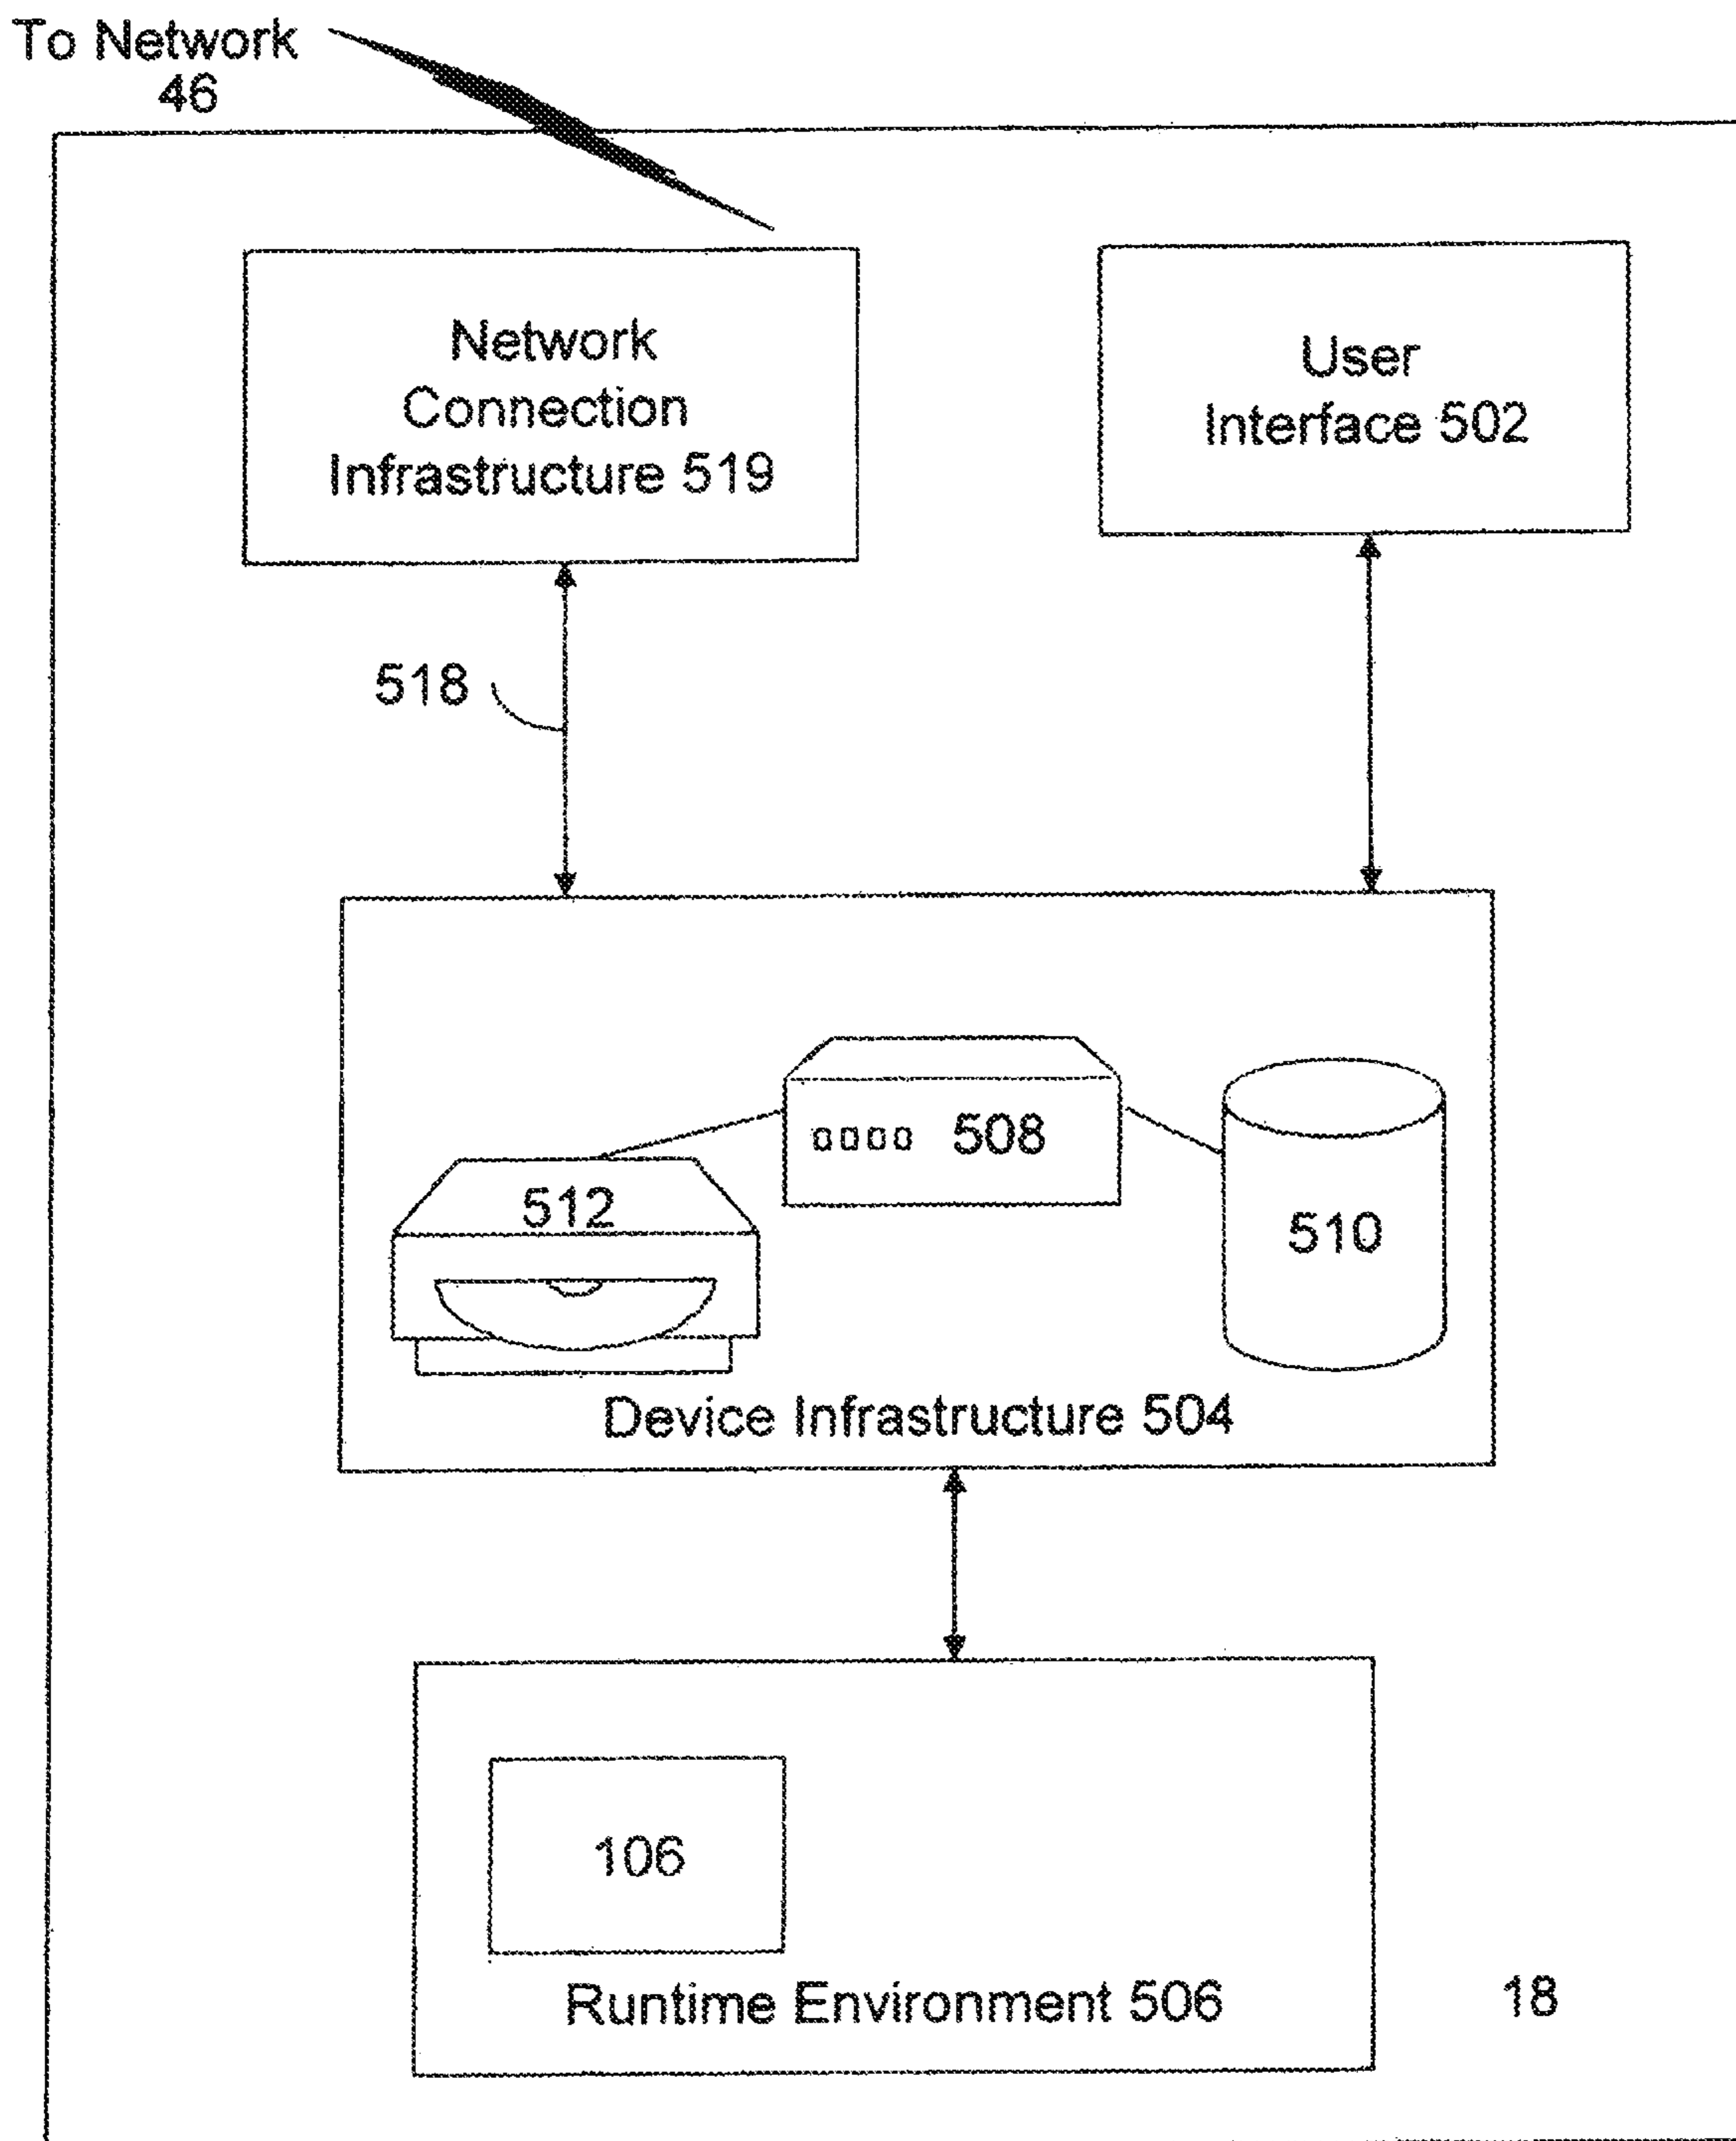 To Network
46
Network
Connection
Infrastructure 519
User
Interface 502
518
508
512
510
Device Infrastructure 504
106
Runtime Environment 506
18